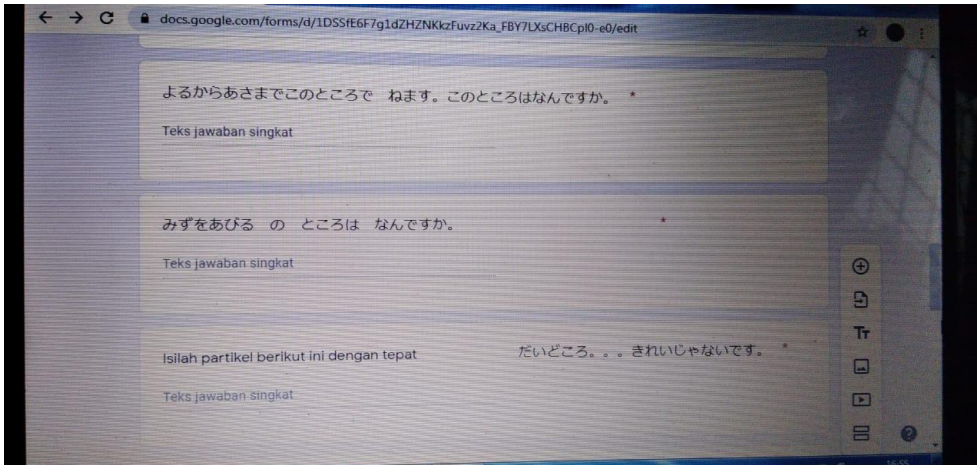 docs.google.com/forms/d/1DSSfE6F7g1dZHZNKkzFuvz2Ka_FBY7LXsCHBCpI0-e0/edit
よるからあさまでこのところで ねます。このところはなんですか。 *
Teks jawaban singkat
みずをあびる の ところは なんですか。 *
Teks jawaban singkat
Isilah partikel berikut ini dengan tepat だいどころ。。。きれいじゃないです。 *
Teks jawaban singkat
Tт
16:55